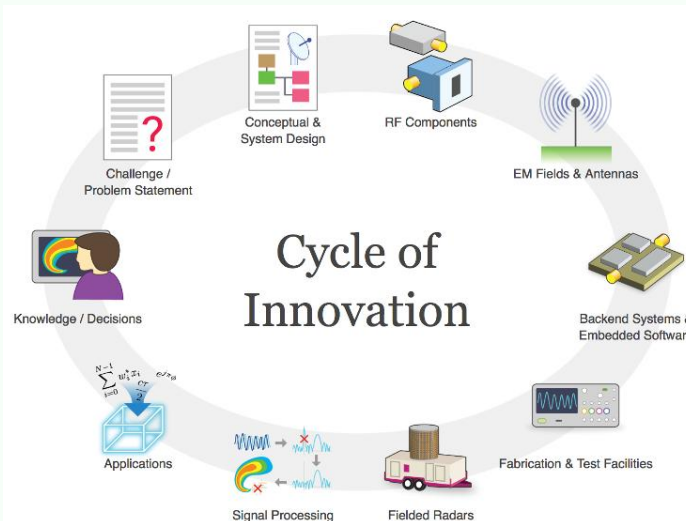 Conceptual &
System Design
RF Components
Challenge /
Problem Statement
?
EM Fields & Antennas
Cycle of
Innovation
Knowledge / Decisions
Backend Systems &
Embedded Software
Applications
Fabrication & Test Facilities
Signal Processing
Fielded Radars